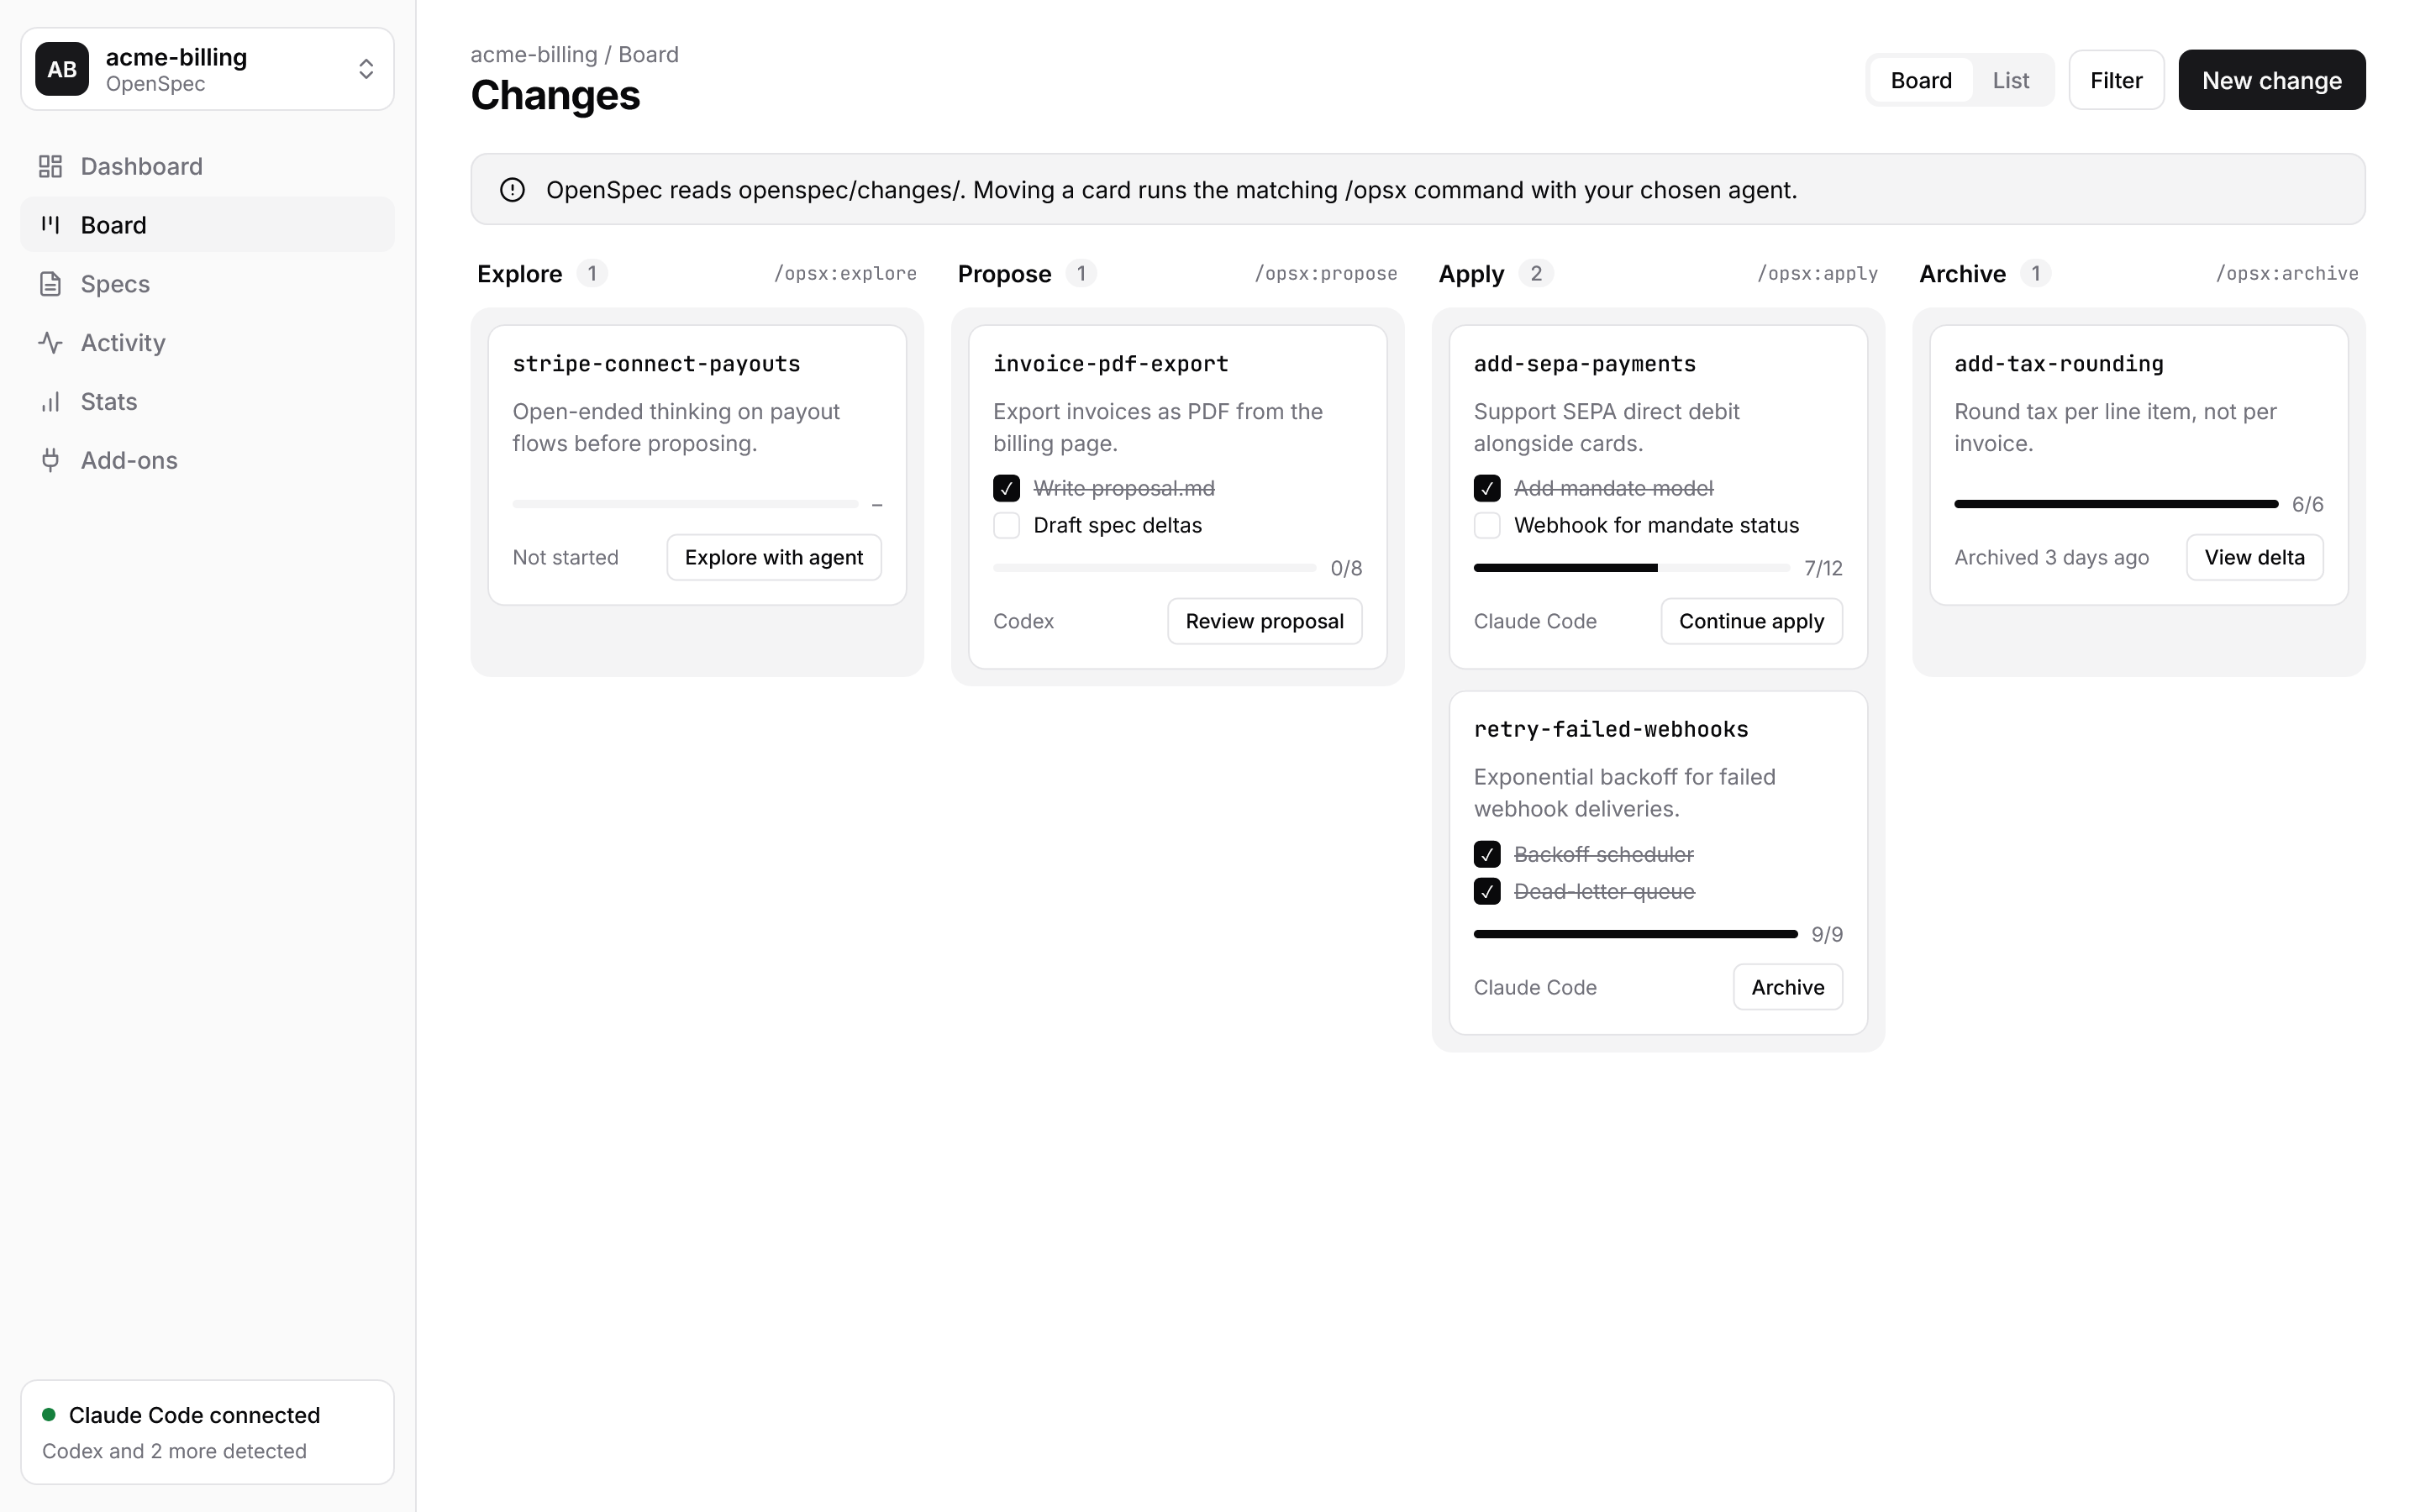 AB
acme-billing
OpenSpec
Dashboard
Board
Specs
Activity
Stats
Add-ons
Claude Code connected
Codex and 2 more detected
acme-billing / Board
Changes
Board
List
Filter
New change
OpenSpec reads openspec/changes/. Moving a card runs the matching /opsx command with your chosen agent.
Explore 1 /opsx:explore
stripe-connect-payouts
Open-ended thinking on payout
flows before proposing.
–
Not started
Explore with agent
Propose 1 /opsx:propose
invoice-pdf-export
Export invoices as PDF from the
billing page.
Write proposal.md
Draft spec deltas
0/8
Codex
Review proposal
Apply 2 /opsx:apply
add-sepa-payments
Support SEPA direct debit
alongside cards.
Add mandate model
Webhook for mandate status
7/12
Claude Code
Continue apply
retry-failed-webhooks
Exponential backoff for failed
webhook deliveries.
Backoff scheduler
Dead-letter queue
9/9
Claude Code
Archive
Archive 1 /opsx:archive
add-tax-rounding
Round tax per line item, not per
invoice.
6/6
Archived 3 days ago
View delta